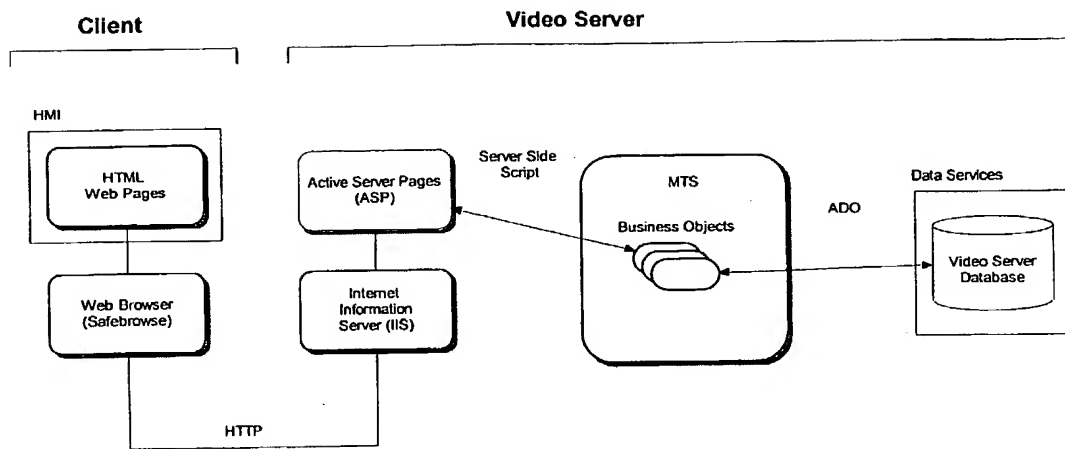 Client
Video Server
HMI
HTML
Web Pages
Web Browser
(Safebrowse)
HTTP
Active Server Pages
(ASP)
Internet
Information
Server (IIS)
Server Side
Script
MTS
Business Objects
ADO
Data Services
Video Server
Database